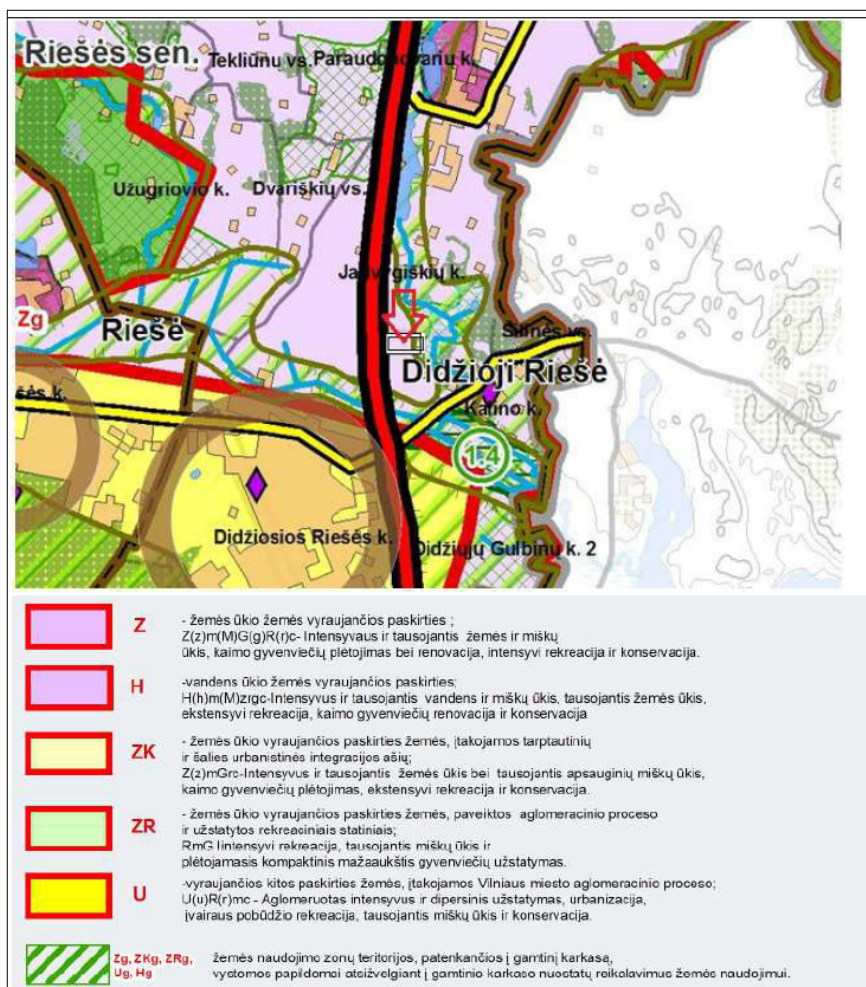 Riešės sen.
Tekliūnų vs.
Užugriovio k.
Dvariškių vs.
Zg
Riešė
Didžioji Riešė
Kalino k.
1.4
Didžiosios Riešės k.
Didžiųjų Gulbinų k. 2
Z
- žemės ūkio žemės vyraujančios paskirties ;
Z(z)m(M)G(g)R(r)c- Intensyvaus ir tausojantis žemės ir miškų
ūkis, kaimo gyvenviečių plėtojimas bei renovacija, intensyvi rekreacija ir konservacija.
H
-vandens ūkio žemės vyraujančios paskirties;
H(h)m(M)zrgc-Intensyvus ir tausojantis vandens ir miškų ūkis, tausojantis žemės ūkis,
ekstensyvi rekreacija, kaimo gyvenviečių renovacija ir konservacija
ZK
- žemės ūkio vyraujančios paskirties žemės, įtakojamos tarptautinių
ir šalies urbanistinės integracijos ašių;
Z(z)mGrc-Intensyvus ir tausojantis žemės ūkis bei tausojantis apsauginių miškų ūkis,
kaimo gyvenviečių plėtojimas, ekstensyvi rekreacija ir konservacija.
ZR
- žemės ūkio vyraujančios paskirties žemės, paveiktos aglomeracinio proceso
ir užstatytos rekreaciniais statiniais;
RmG Iintensyvi rekreacija, tausojantis miškų ūkis ir
plėtojamasis kompaktinis mažaaukštis gyvenviečių užstatymas.
U
-vyraujančios kitos paskirties žemės, įtakojamos Vilniaus miesto aglomeracinio proceso;
U(u)R(r)mc - Aglomeruotas intensyvus ir dipersinis užstatymas, urbanizacija,
įvairaus pobūdžio rekreacija, tausojantis miškų ūkis ir konservacija.
Zg, ZKg, ZRg,
Ug, Hg
žemės naudojimo zonų teritorijos, patenkančios į gamtinį karkasą,
vystomos papildomai atsižvelgiant į gamtinio karkaso nuostatų reikalavimus žemės naudojimui.